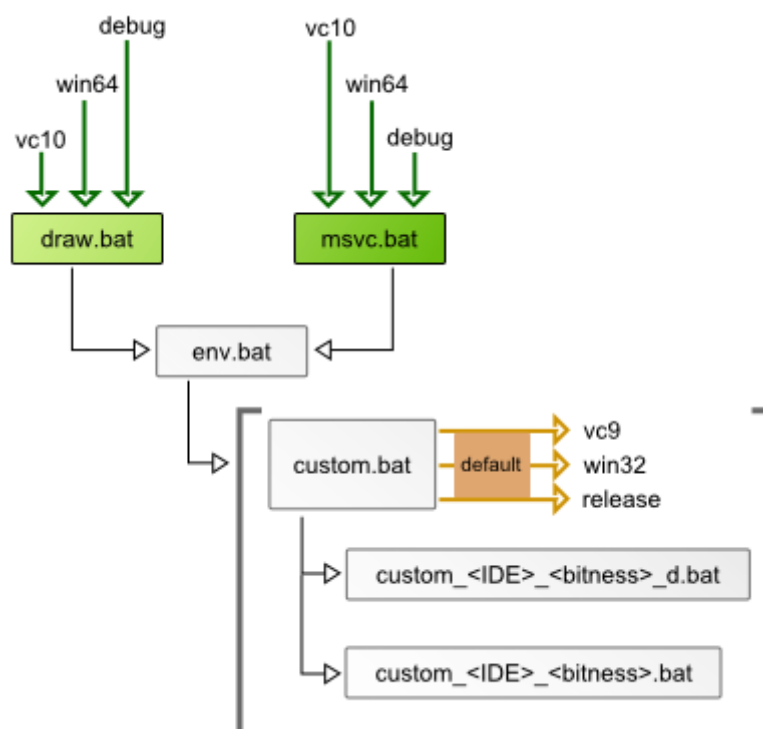 debug
vc10
win64
win64
vc10
debug
draw.bat
msvc.bat
env.bat
custom.bat
default
vc9
win32
release
custom_<IDE>_<bitness>_d.bat
custom_<IDE>_<bitness>.bat